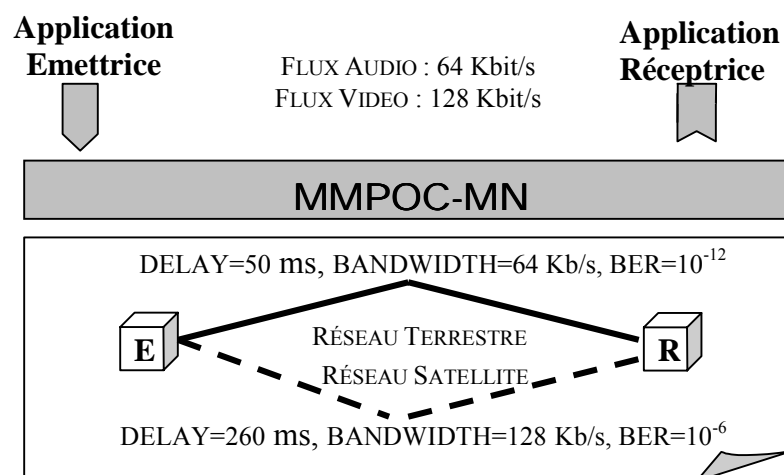 Application
Emettrice
FLUX AUDIO : 64 Kbit/s
FLUX VIDEO : 128 Kbit/s
Application
Réceptrice
MMPOC-MN
DELAY=50 ms, BANDWIDTH=64 Kb/s, BER=10⁻¹²
E
RÉSEAU TERRESTRE
R
RÉSEAU SATELLITE
DELAY=260 ms, BANDWIDTH=128 Kb/s, BER=10⁻⁶